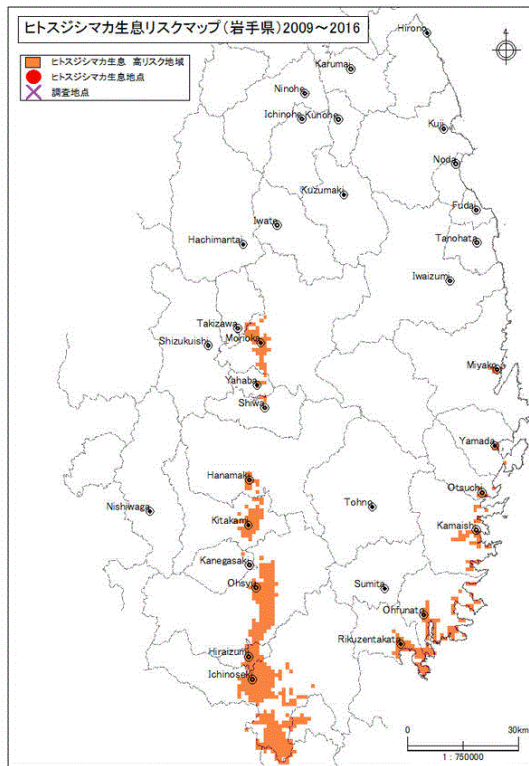 ヒトスジシマカ生息リスクマップ(岩手県)2009~2016
ヒトスジシマカ生息 高リスク地域
ヒトスジシマカ生息地点
調査地点
Hirono
Karumai
Ninohe
Ichinohe
Kunohe
Kuji
Noda
Kuzumaki
Fudai
Iwate
Tanohata
Hachimantai
Iwaizumi
Takizawa
Morioka
Shizukuishi
Miyako
Yahaba
Shiwa
Yamada
Hanamaki
Otsuchi
Nishiwaga
Tohno
Kitakami
Kamaishi
Kanegasaki
Ohsyu
Sumita
Ohfunato
Hiraizumi
Rikuzentakata
Ichinoseki
0 30km
1 : 750000